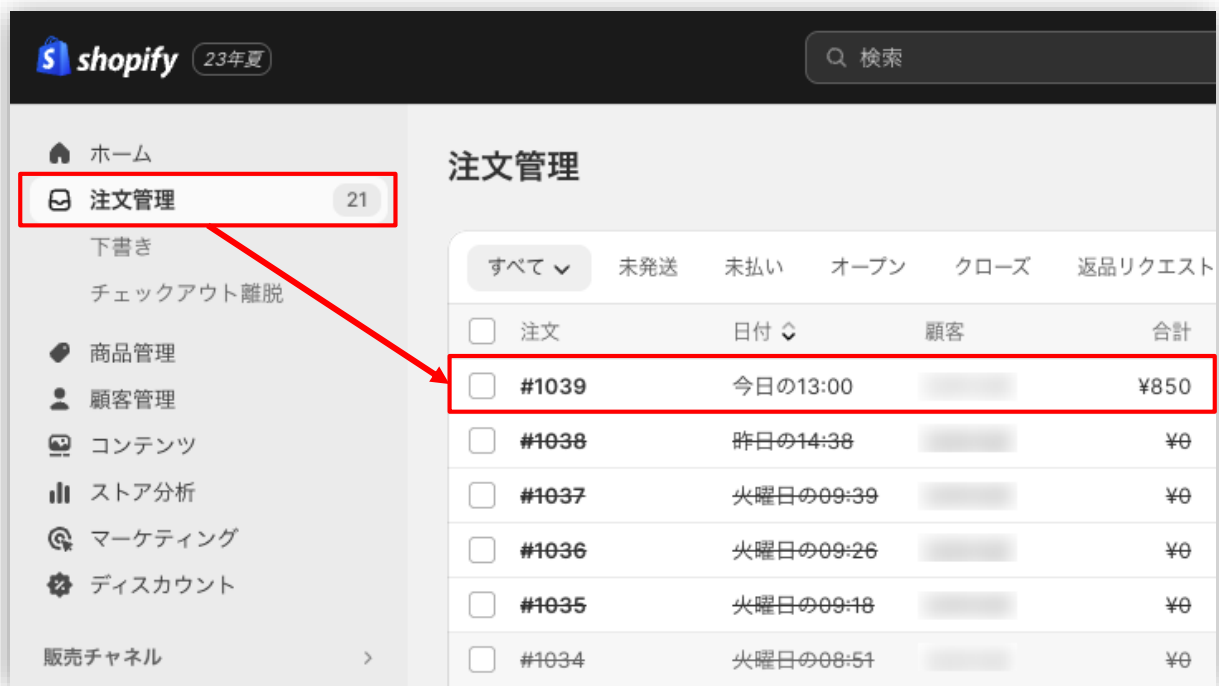 shopify 23年夏 検索
ホーム
注文管理 21
下書き
チェックアウト離脱
商品管理
顧客管理
コンテンツ
ストア分析
マーケティング
ディスカウント
販売チャネル
注文管理
すべて 未発送 未払い オープン クローズ 返品リクエスト
注文 日付 顧客 合計
#1039 今日の13:00 ¥850
#1038 昨日の14:38 ¥0
#1037 火曜日の09:39 ¥0
#1036 火曜日の09:26 ¥0
#1035 火曜日の09:18 ¥0
#1034 火曜日の08:51 ¥0